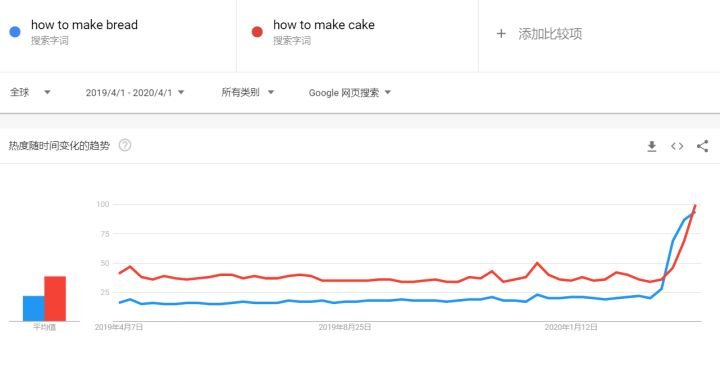 how to make bread
搜索字词
how to make cake
搜索字词
+ 添加比较项
全球
2019/4/1 - 2020/4/1
所有类别
Google 网页搜索
热度随时间变化的趋势
?
100
75
50
25
平均值
2019年4月7日
2019年8月25日
2020年1月12日